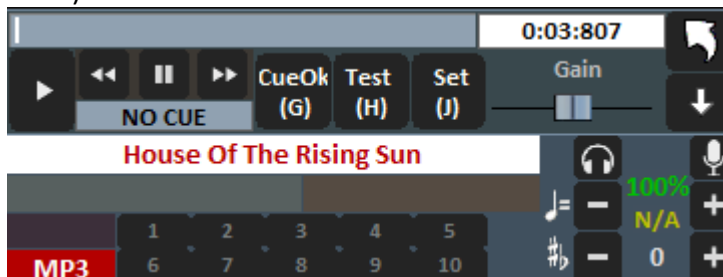 0:03:807
CueOk Test Set Gain
(G) (H) (J)
NO CUE
House Of The Rising Sun
100%
N/A
1 2 3 4 5
MP3 6 7 8 9 10 0